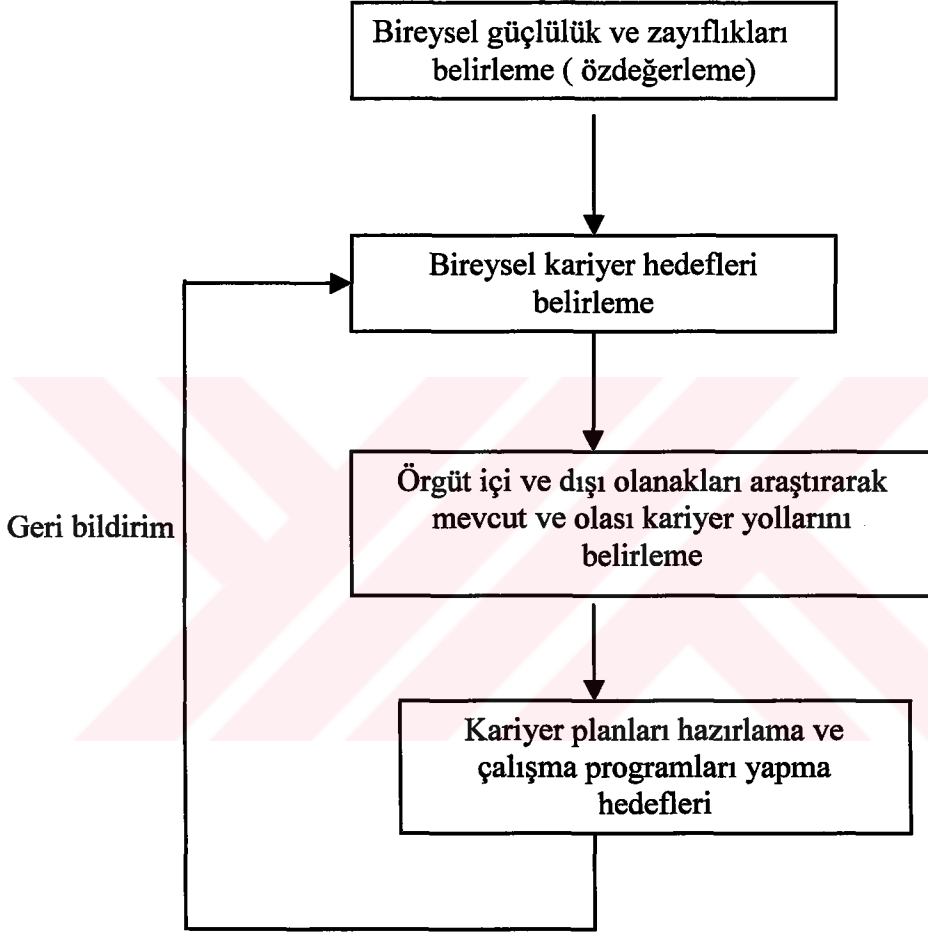 Bireysel güçlülük ve zayıflıkları
belirleme ( özdeğerleme)
Bireysel kariyer hedefleri
belirleme
Örgüt içi ve dışı olanakları araştırarak
mevcut ve olası kariyer yollarını
belirleme
Geri bildirim
Kariyer planları hazırlama ve
çalışma programları yapma
hedefleri